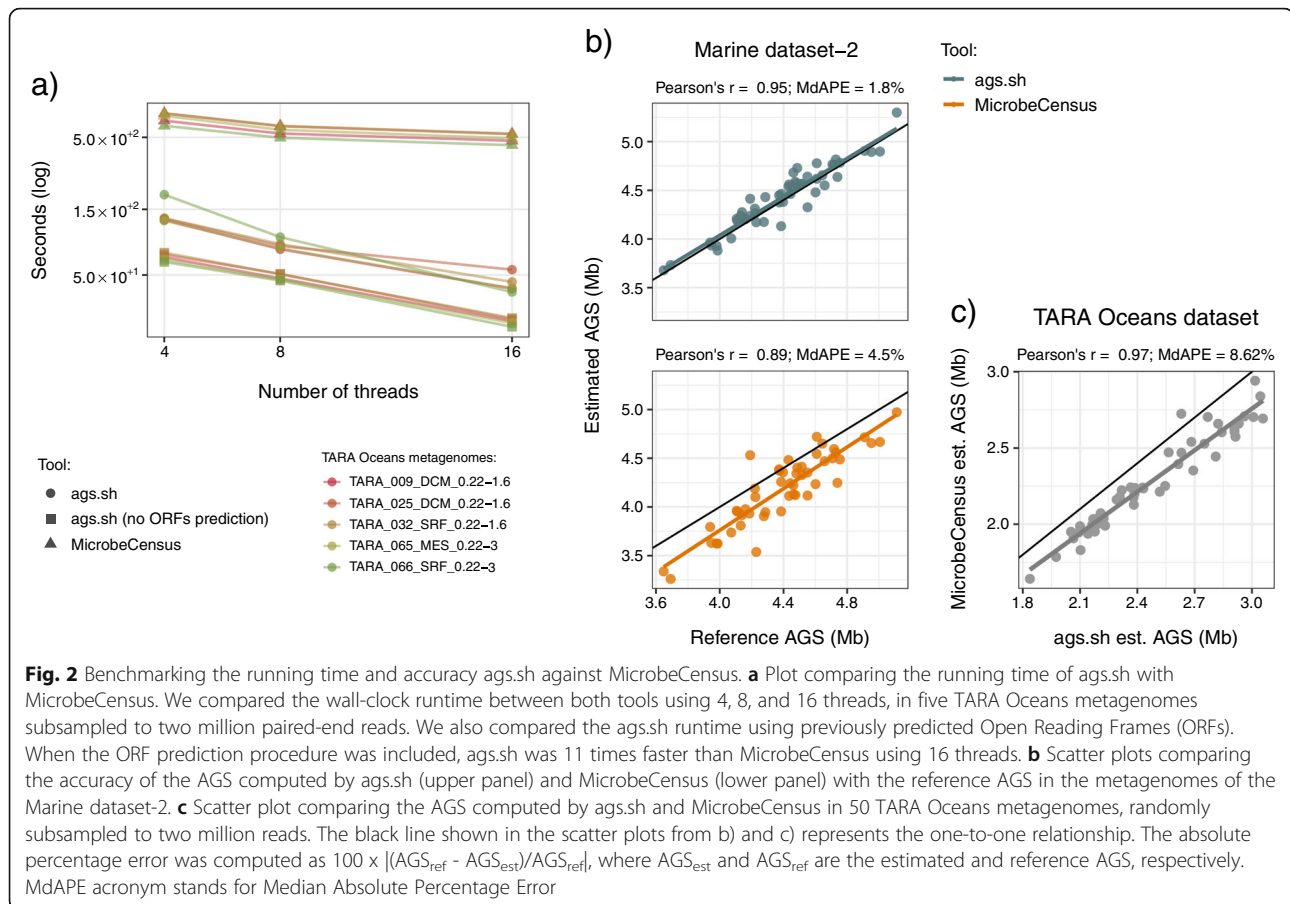 a)
Seconds (log)
5.0 × 10⁺²
1.5 × 10⁺²
5.0 × 10⁺¹
4
8
16
Number of threads
Tool:
ags.sh
ags.sh (no ORFs prediction)
MicrobeCensus
TARA Oceans metagenomes:
TARA_009_DCM_0.22−1.6
TARA_025_DCM_0.22−1.6
TARA_032_SRF_0.22−1.6
TARA_065_MES_0.22−3
TARA_066_SRF_0.22−3
b)
Marine dataset−2
Pearson's r = 0.95; MdAPE = 1.8%
5.0
4.5
4.0
3.5
Estimated AGS (Mb)
Pearson's r = 0.89; MdAPE = 4.5%
5.0
4.5
4.0
3.5
3.6
4.0
4.4
4.8
Reference AGS (Mb)
Tool:
ags.sh
MicrobeCensus
c)
TARA Oceans dataset
Pearson's r = 0.97; MdAPE = 8.62%
MicrobeCensus est. AGS (Mb)
3.0
2.5
2.0
1.8
2.1
2.4
2.7
3.0
ags.sh est. AGS (Mb)
Fig. 2 Benchmarking the running time and accuracy ags.sh against MicrobeCensus. a Plot comparing the running time of ags.sh with
MicrobeCensus. We compared the wall-clock runtime between both tools using 4, 8, and 16 threads, in five TARA Oceans metagenomes
subsampled to two million paired-end reads. We also compared the ags.sh runtime using previously predicted Open Reading Frames (ORFs).
When the ORF prediction procedure was included, ags.sh was 11 times faster than MicrobeCensus using 16 threads. b Scatter plots comparing
the accuracy of the AGS computed by ags.sh (upper panel) and MicrobeCensus (lower panel) with the reference AGS in the metagenomes of the
Marine dataset-2. c Scatter plot comparing the AGS computed by ags.sh and MicrobeCensus in 50 TARA Oceans metagenomes, randomly
subsampled to two million reads. The black line shown in the scatter plots from b) and c) represents the one-to-one relationship. The absolute
percentage error was computed as 100 x |(AGSref - AGSest)/AGSref|, where AGSest and AGSref are the estimated and reference AGS, respectively.
MdAPE acronym stands for Median Absolute Percentage Error